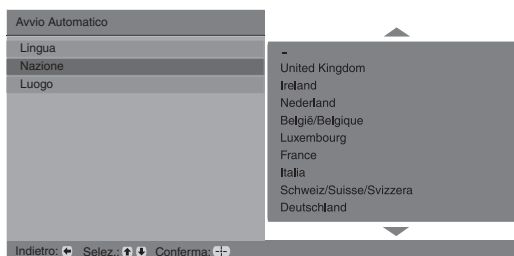 Avvio Automatico
Lingua
Nazione
Luogo
-
United Kingdom
Ireland
Nederland
België/Belgique
Luxembourg
France
Italia
Schweiz/Suisse/Svizzera
Deutschland
Indietro: Selez.: Conferma: